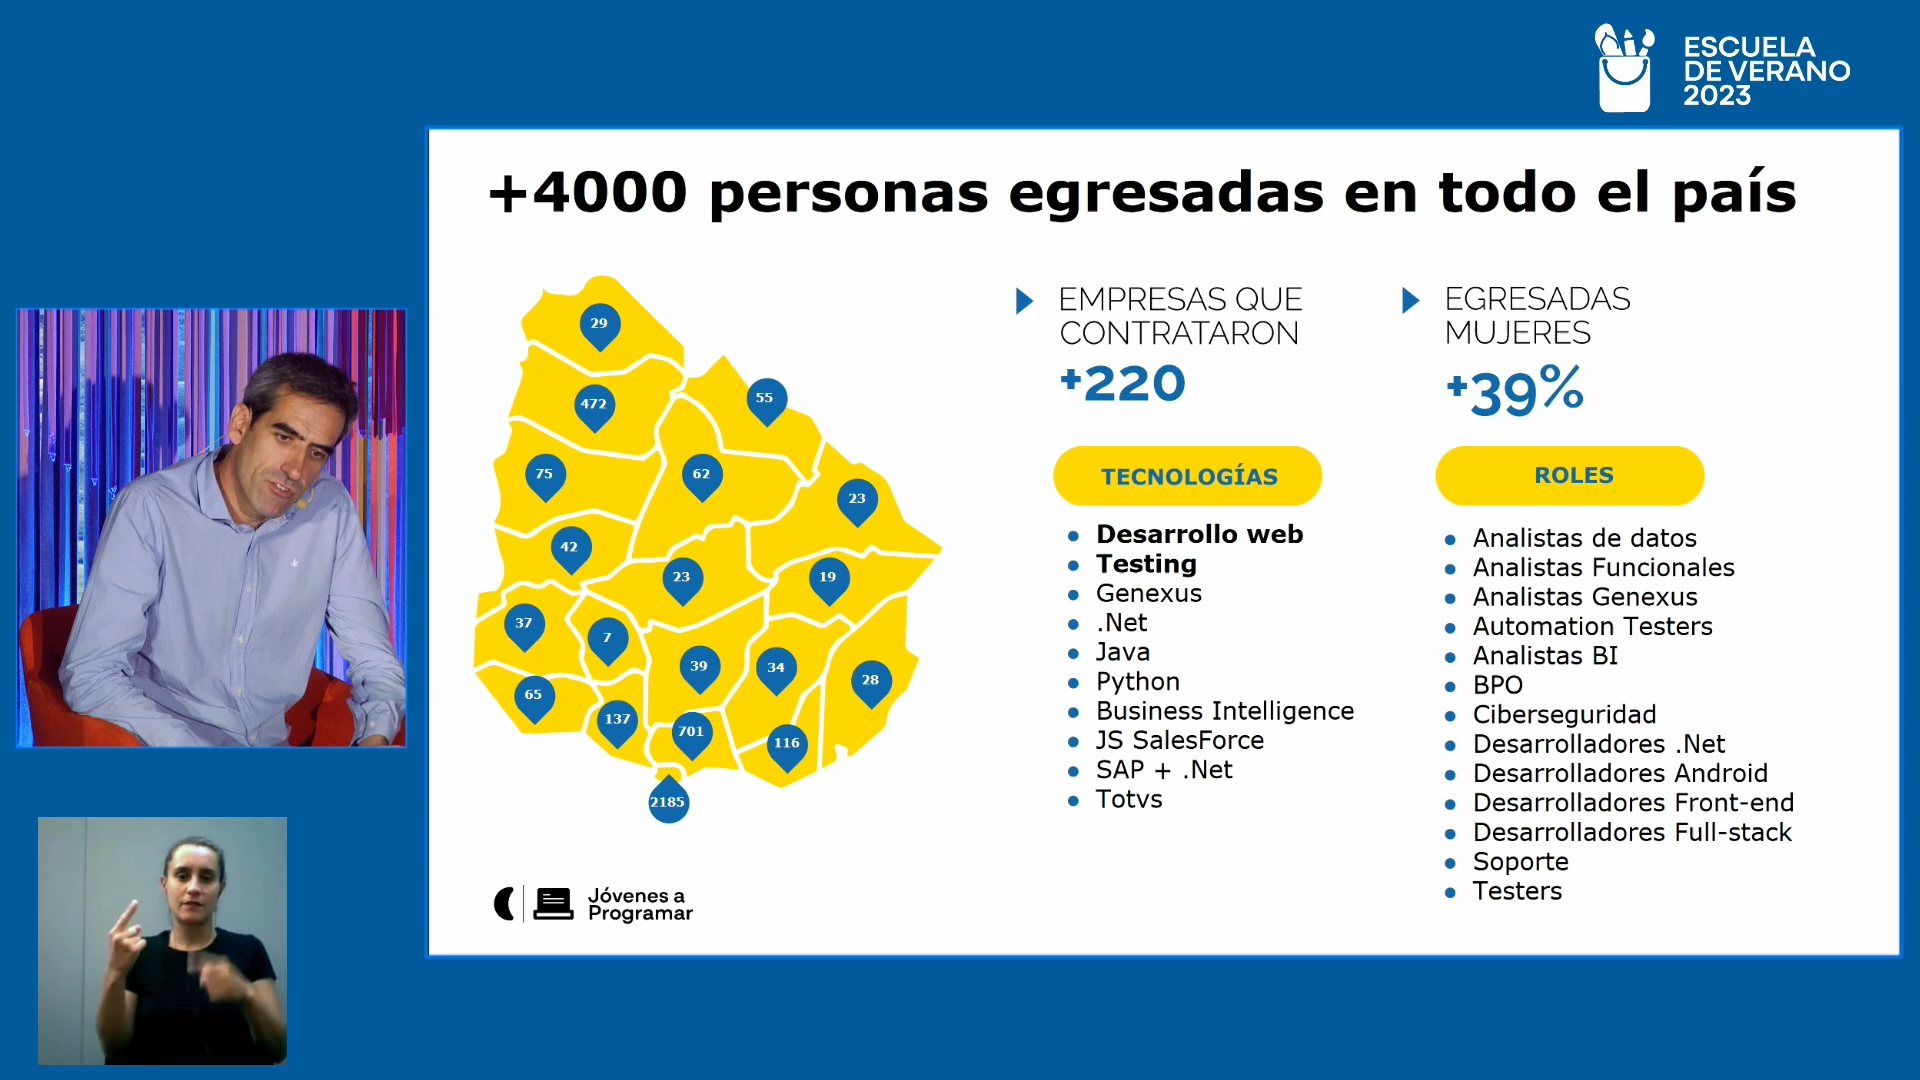 ESCUELA
DE VERANO
2023
+4000 personas egresadas en todo el país
29
472
55
75
62
23
42
23
19
37
7
39
34
28
65
137
701
116
2185
Jóvenes a
Programar
EMPRESAS QUE
CONTRATARON
+220
TECNOLOGÍAS
Desarrollo web
Testing
Genexus
.Net
Java
Python
Business Intelligence
JS SalesForce
SAP + .Net
Totvs
EGRESADAS
MUJERES
+39%
ROLES
Analistas de datos
Analistas Funcionales
Analistas Genexus
Automation Testers
Analistas BI
BPO
Ciberseguridad
Desarrolladores .Net
Desarrolladores Android
Desarrolladores Front-end
Desarrolladores Full-stack
Soporte
Testers